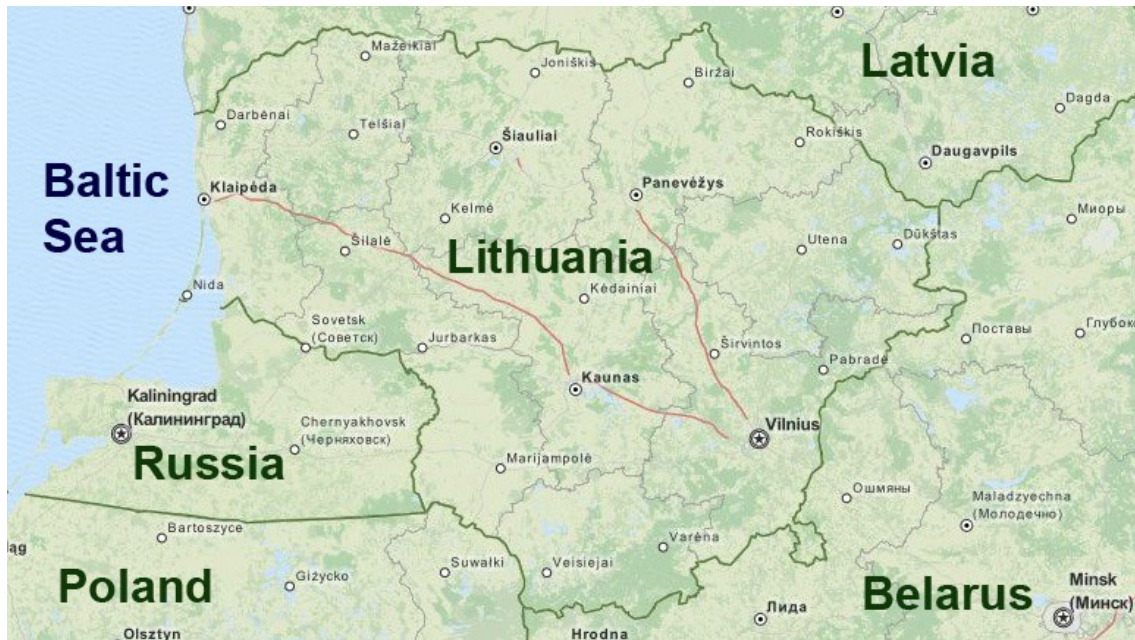 Latvia
Mažeikiai
Joniškis
Biržai
Dagda
Darbėnai
Telšiai
Šiauliai
Rokiškis
Daugavpils
Baltic
Sea
Klaipėda
Panevėžys
Kelmė
Миоры
Šilalė
Lithuania
Utena
Dūkštas
Nida
Kėdainiai
Sovetsk
(Советск)
Jurbarkas
Širvintos
Поставы
Глубок
Pabradė
Kaunas
Kaliningrad
(Калининград)
Chernyakhovsk
(Черняховск)
Vilnius
Russia
Marijampolė
Ошмяны
Maladzyechna
(Молодечно)
Bartoszyce
Varėna
ąg
Poland
Giżycko
Suwałki
Veisiejai
Belarus
Minsk
(Минск)
Лида
Olsztyn
Hrodna